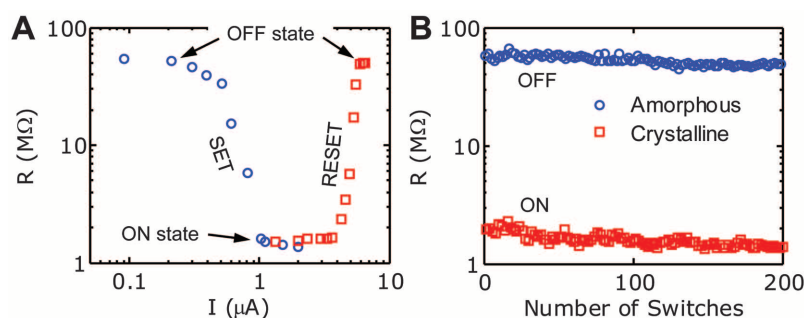 A
OFF state
100
10
1
R (MΩ)
SET
RESET
ON state
0.1
1
10
I (μA)
B
100
10
1
R (MΩ)
OFF
Amorphous
Crystalline
ON
0
100
200
Number of Switches